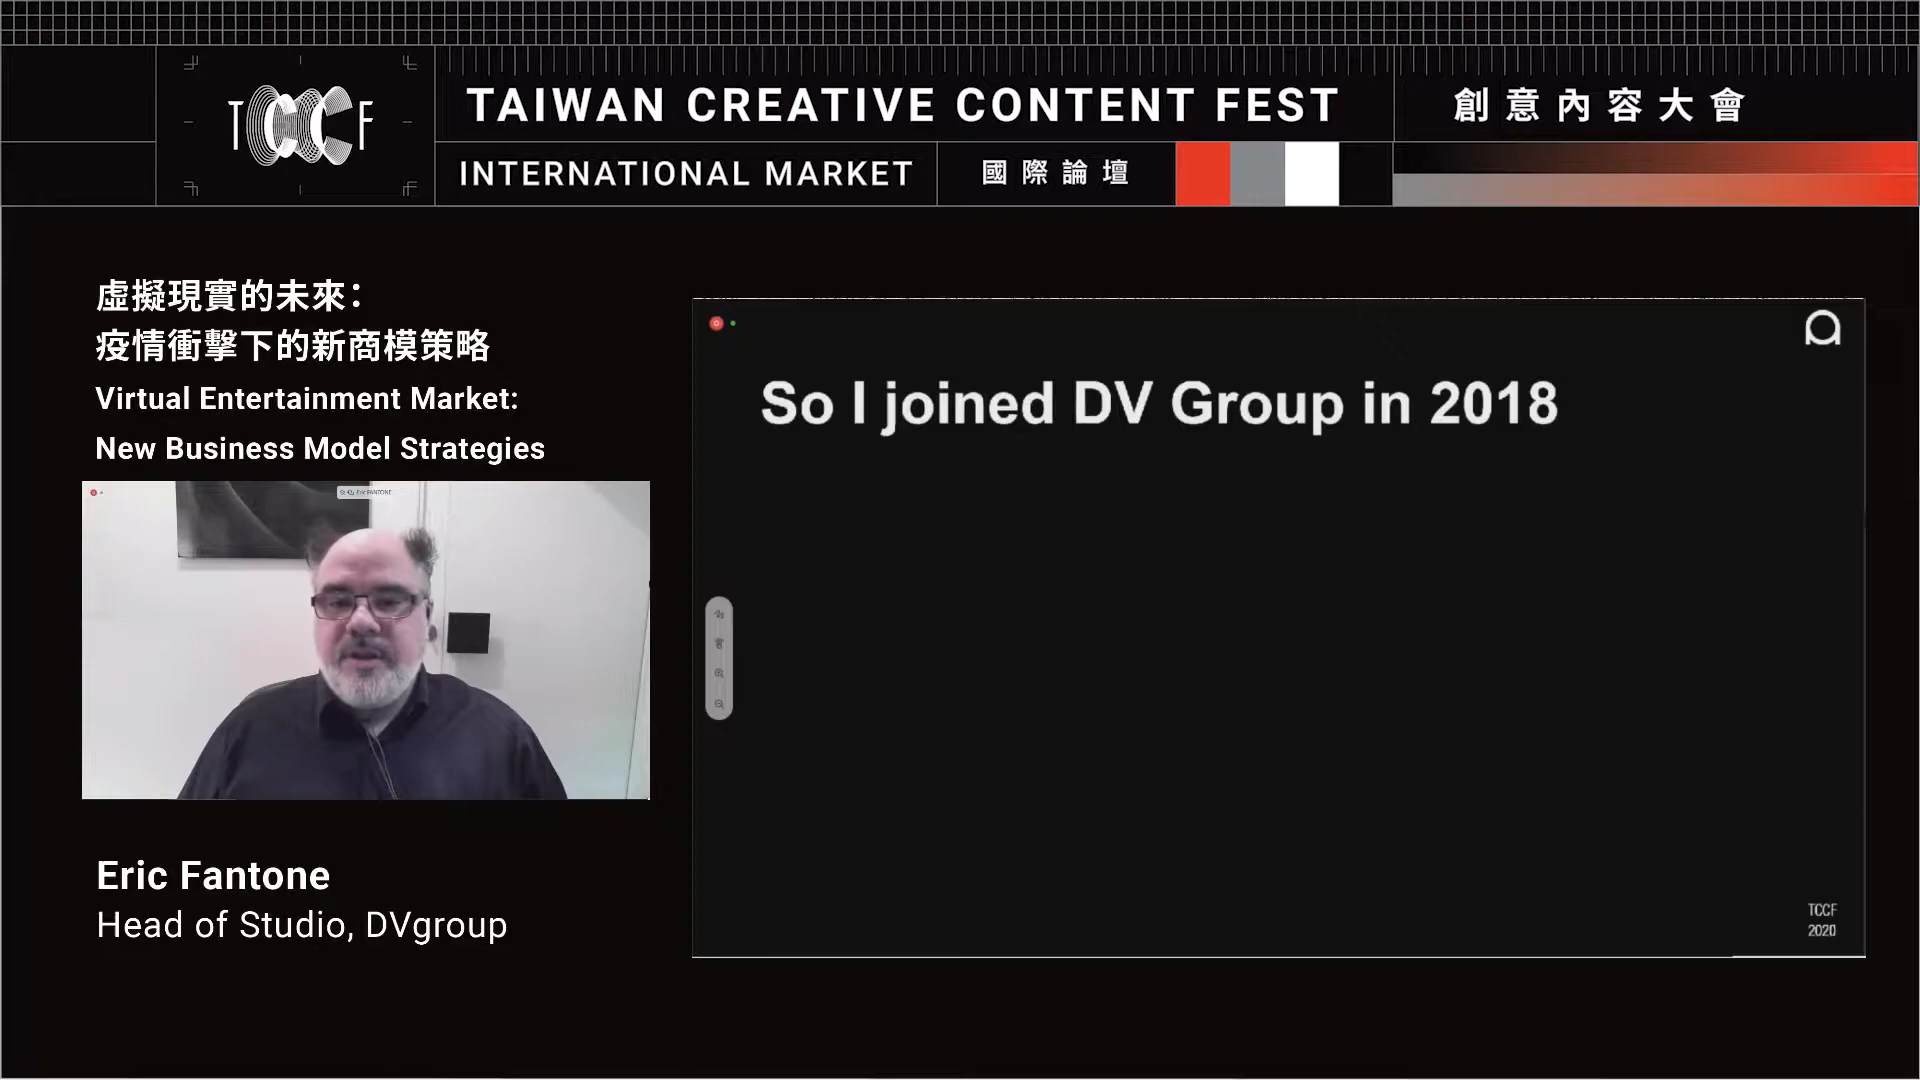 TCCF
TAIWAN CREATIVE CONTENT FEST
創意內容大會
INTERNATIONAL MARKET
國際論壇
虛擬現實的未來：
疫情衝擊下的新商模策略
Virtual Entertainment Market:
New Business Model Strategies
Eric FANTONE
Eric Fantone
Head of Studio, DVgroup
So I joined DV Group in 2018
TCCF
2020